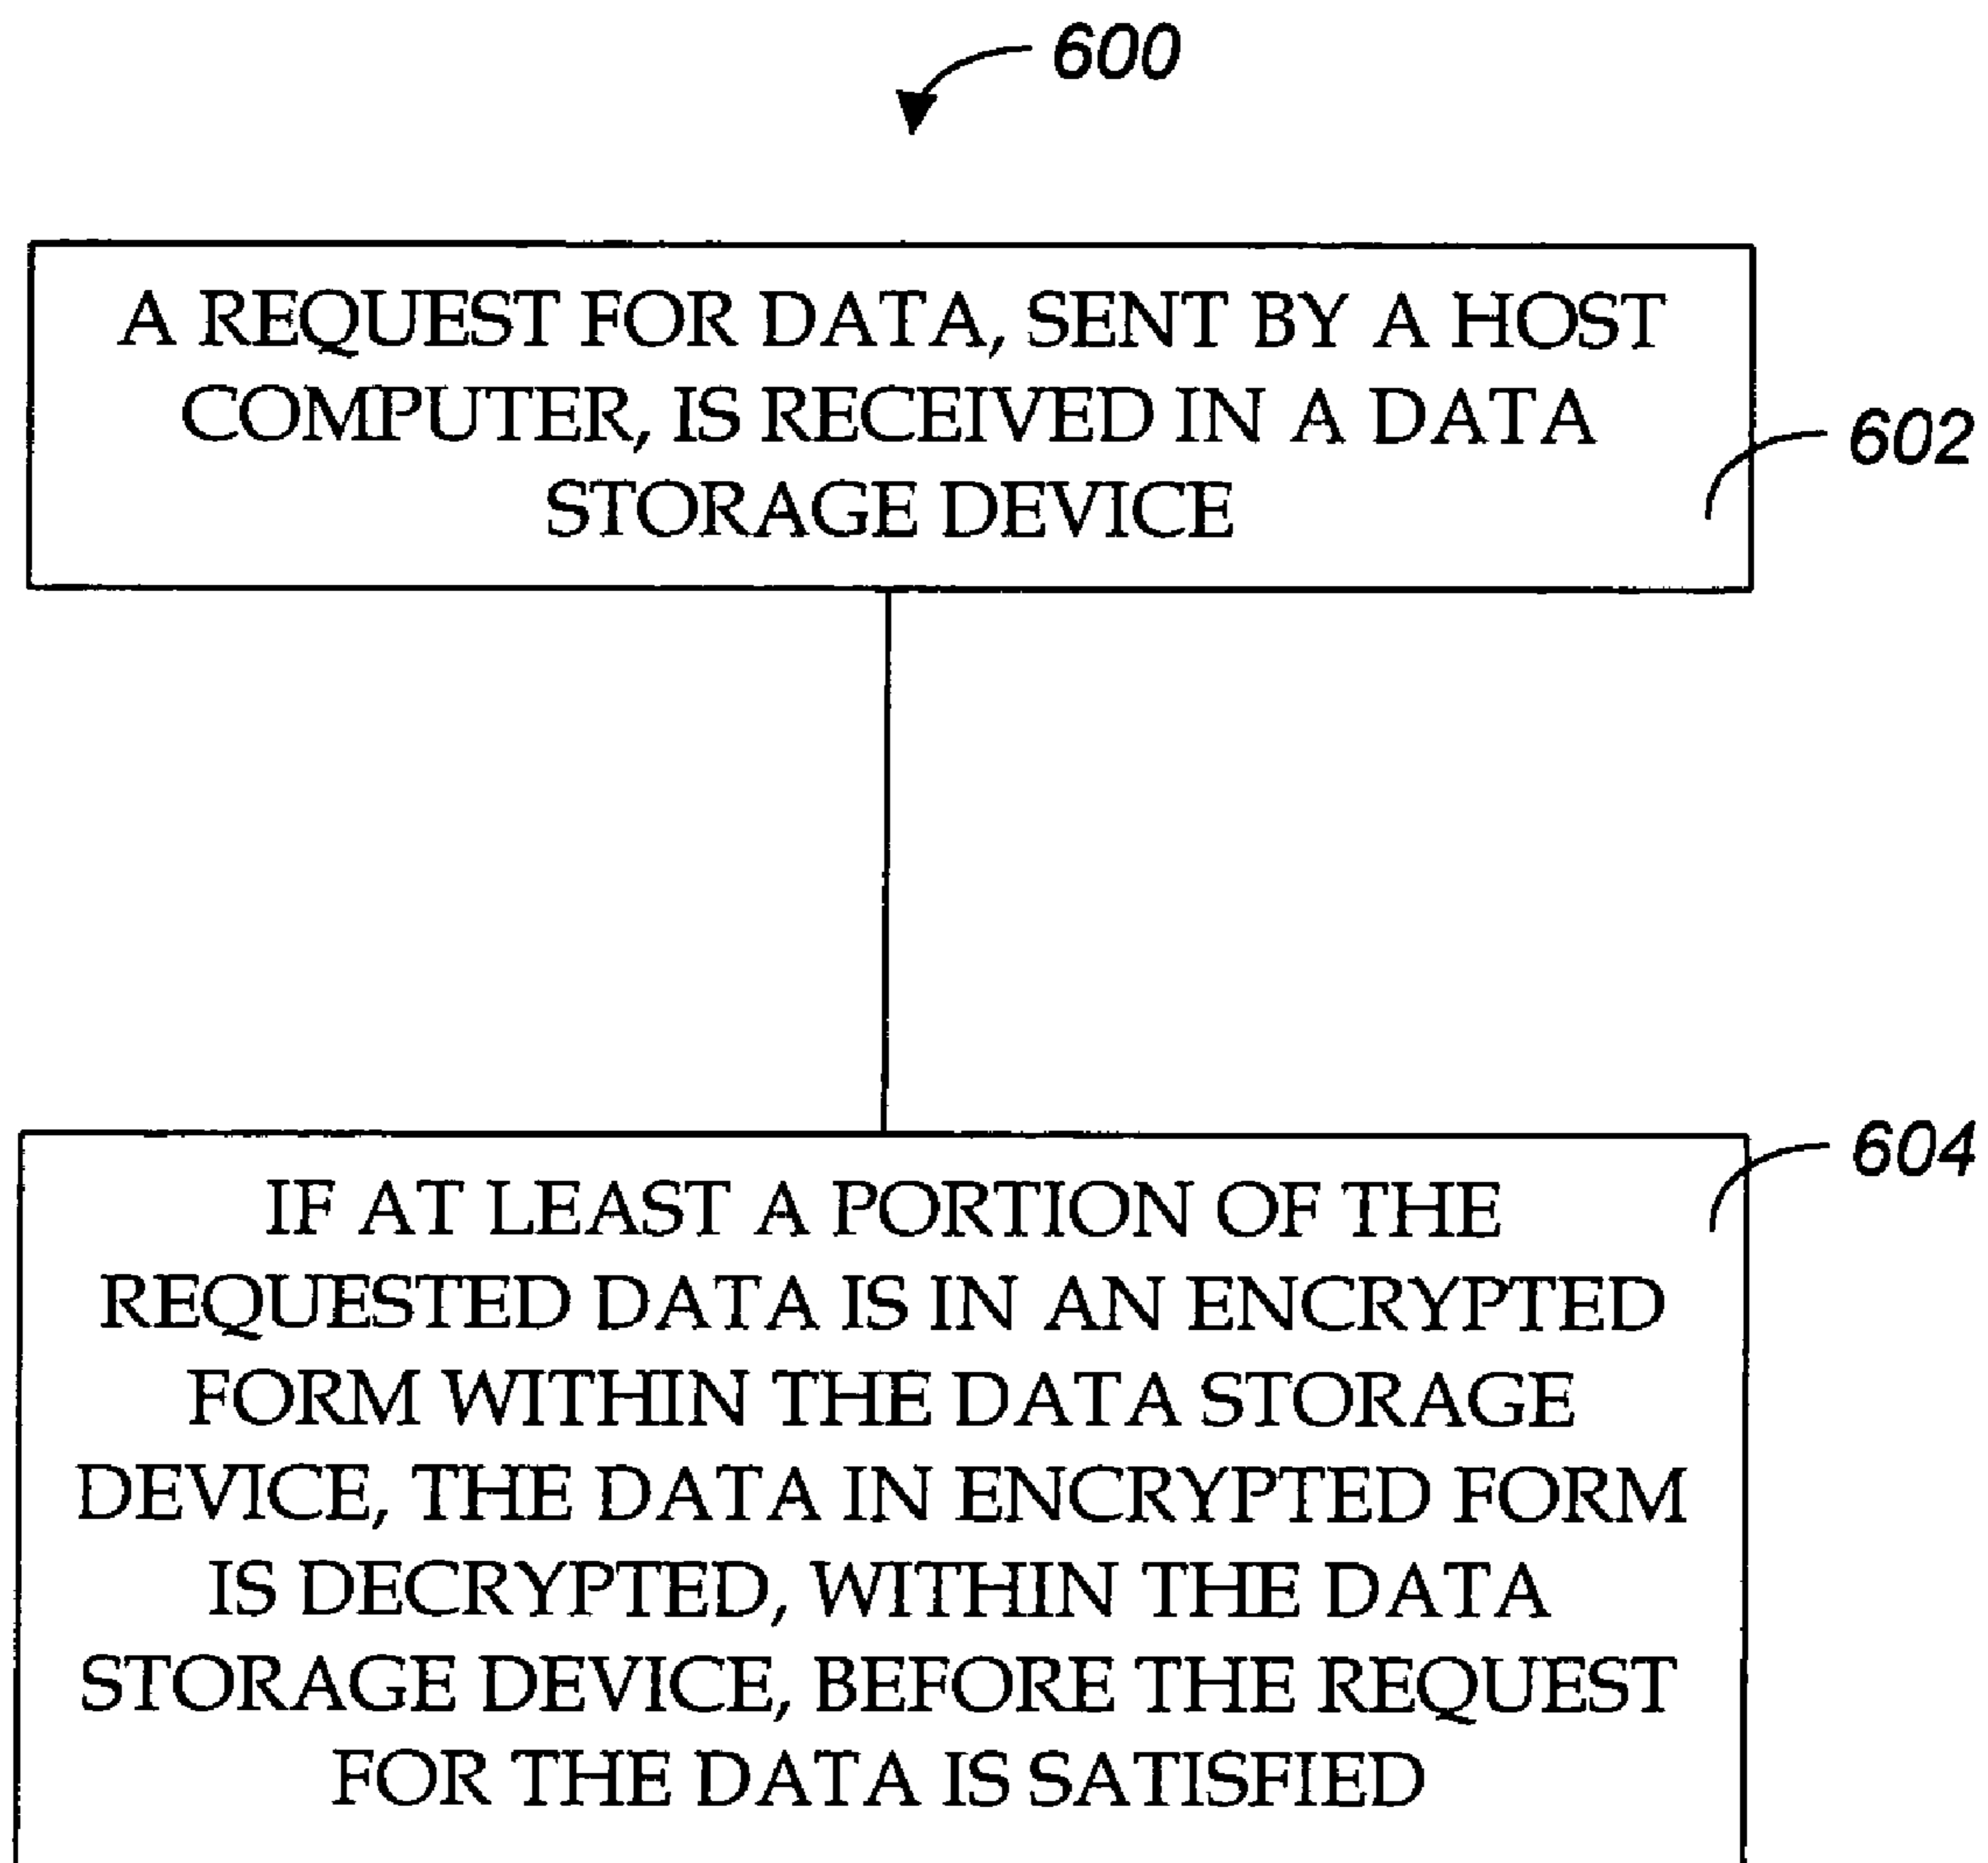 600
A REQUEST FOR DATA, SENT BY A HOST
COMPUTER, IS RECEIVED IN A DATA
STORAGE DEVICE
602
604
IF AT LEAST A PORTION OF THE
REQUESTED DATA IS IN AN ENCRYPTED
FORM WITHIN THE DATA STORAGE
DEVICE, THE DATA IN ENCRYPTED FORM
IS DECRYPTED, WITHIN THE DATA
STORAGE DEVICE, BEFORE THE REQUEST
FOR THE DATA IS SATISFIED